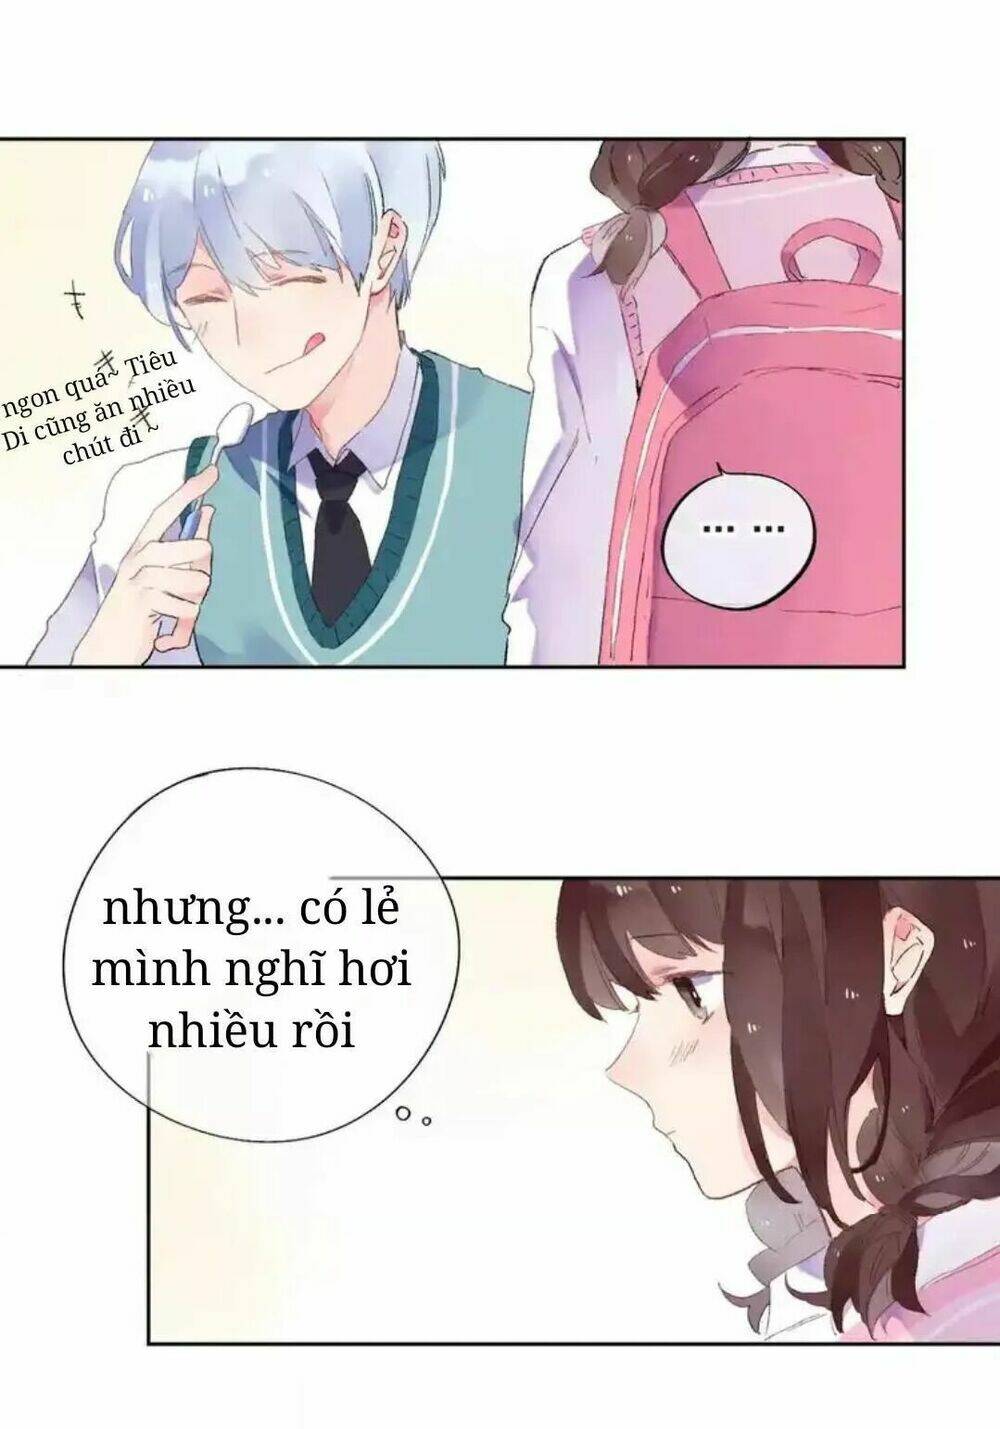 ngon quá~ Tiêu
Di cũng ăn nhiều
chút đi ~
... ...
nhưng... có lẻ
mình nghĩ hơi
nhiều rồi